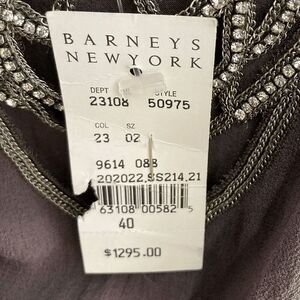 BARNEYS
NEW YORK
DEPT STYLE
23108 50975
COL SZ
23 02
9614 088
202022,SS214,21
63108 00582 5
40
$1295.00